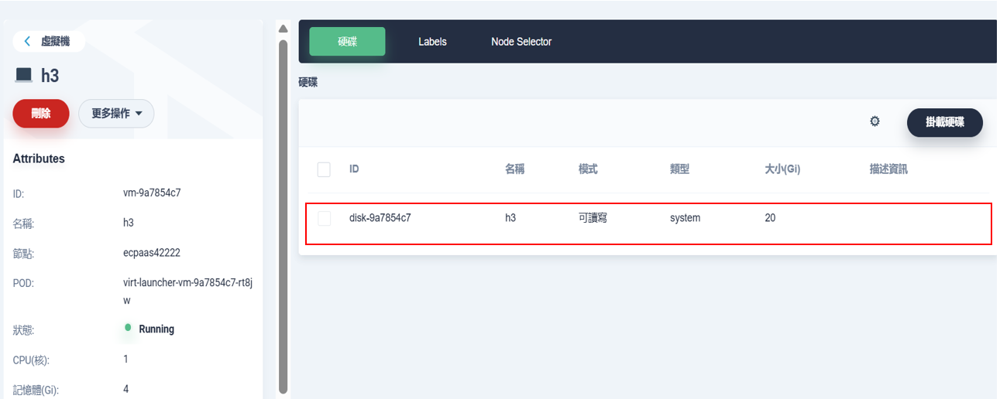 虛擬機
h3
刪除
更多操作
Attributes
ID: vm-9a7854c7
名稱: h3
節點: ecpaas42222
POD: virt-launcher-vm-9a7854c7-rt8j
w
狀態: Running
CPU(核): 1
記憶體(Gi): 4
硬碟 Labels Node Selector
硬碟
掛載硬碟
ID 名稱 模式 類型 大小(Gi) 描述資訊
disk-9a7854c7 h3 可讀寫 system 20